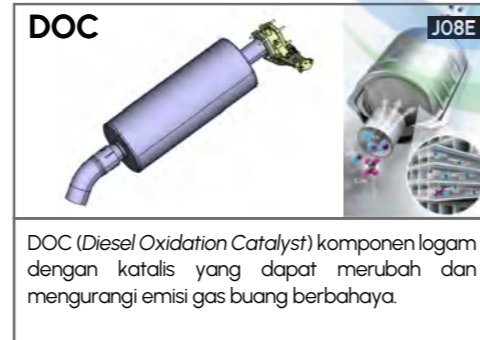 DOC
J08E
DOC (Diesel Oxidation Catalyst) komponen logam
dengan katalis yang dapat merubah dan
mengurangi emisi gas buang berbahaya.